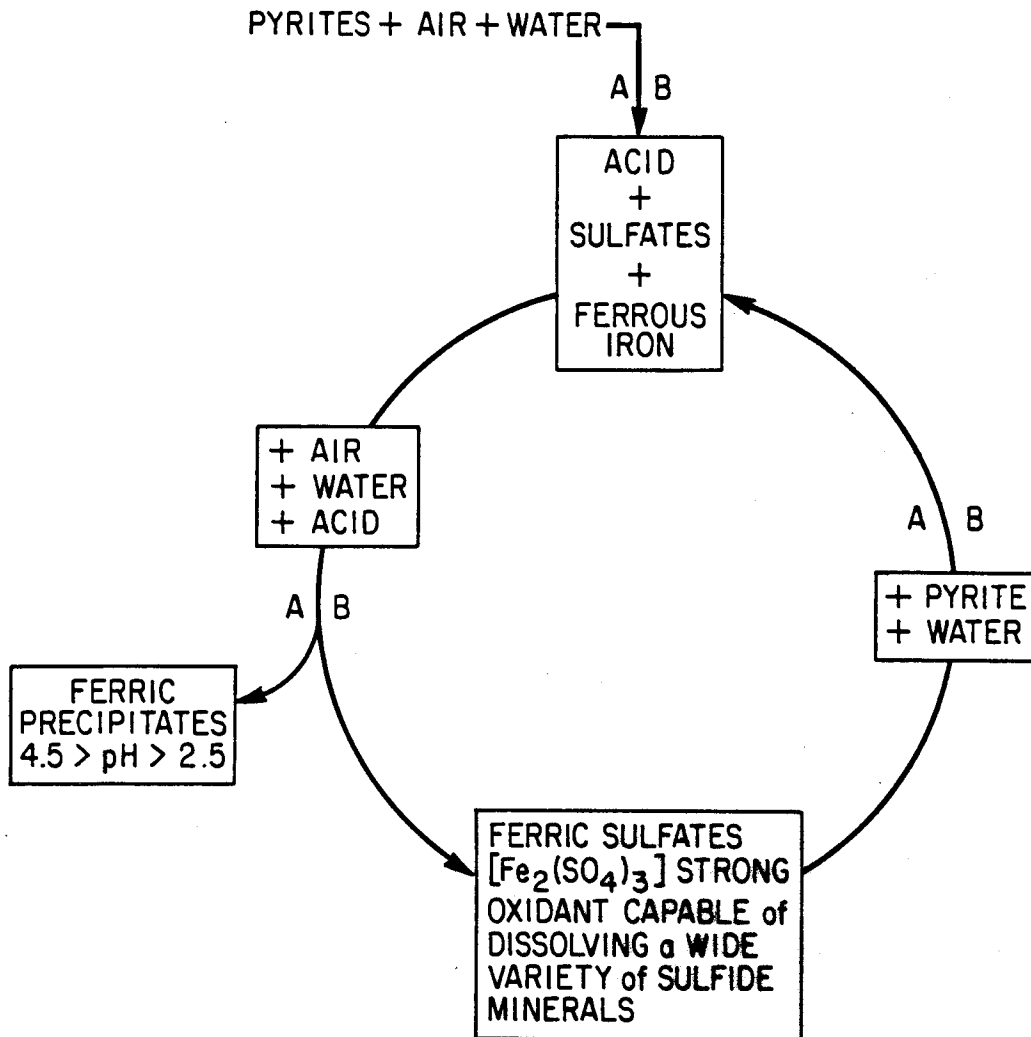 PYRITES + AIR + WATER
A B
ACID
+
SULFATES
+
FERROUS
IRON
+ AIR
+ WATER
+ ACID
A B
+ PYRITE
+ WATER
A B
FERRIC
PRECIPITATES
4.5 > pH > 2.5
FERRIC SULFATES
[Fe2(SO4)3] STRONG
OXIDANT CAPABLE of
DISSOLVING a WIDE
VARIETY of SULFIDE
MINERALS